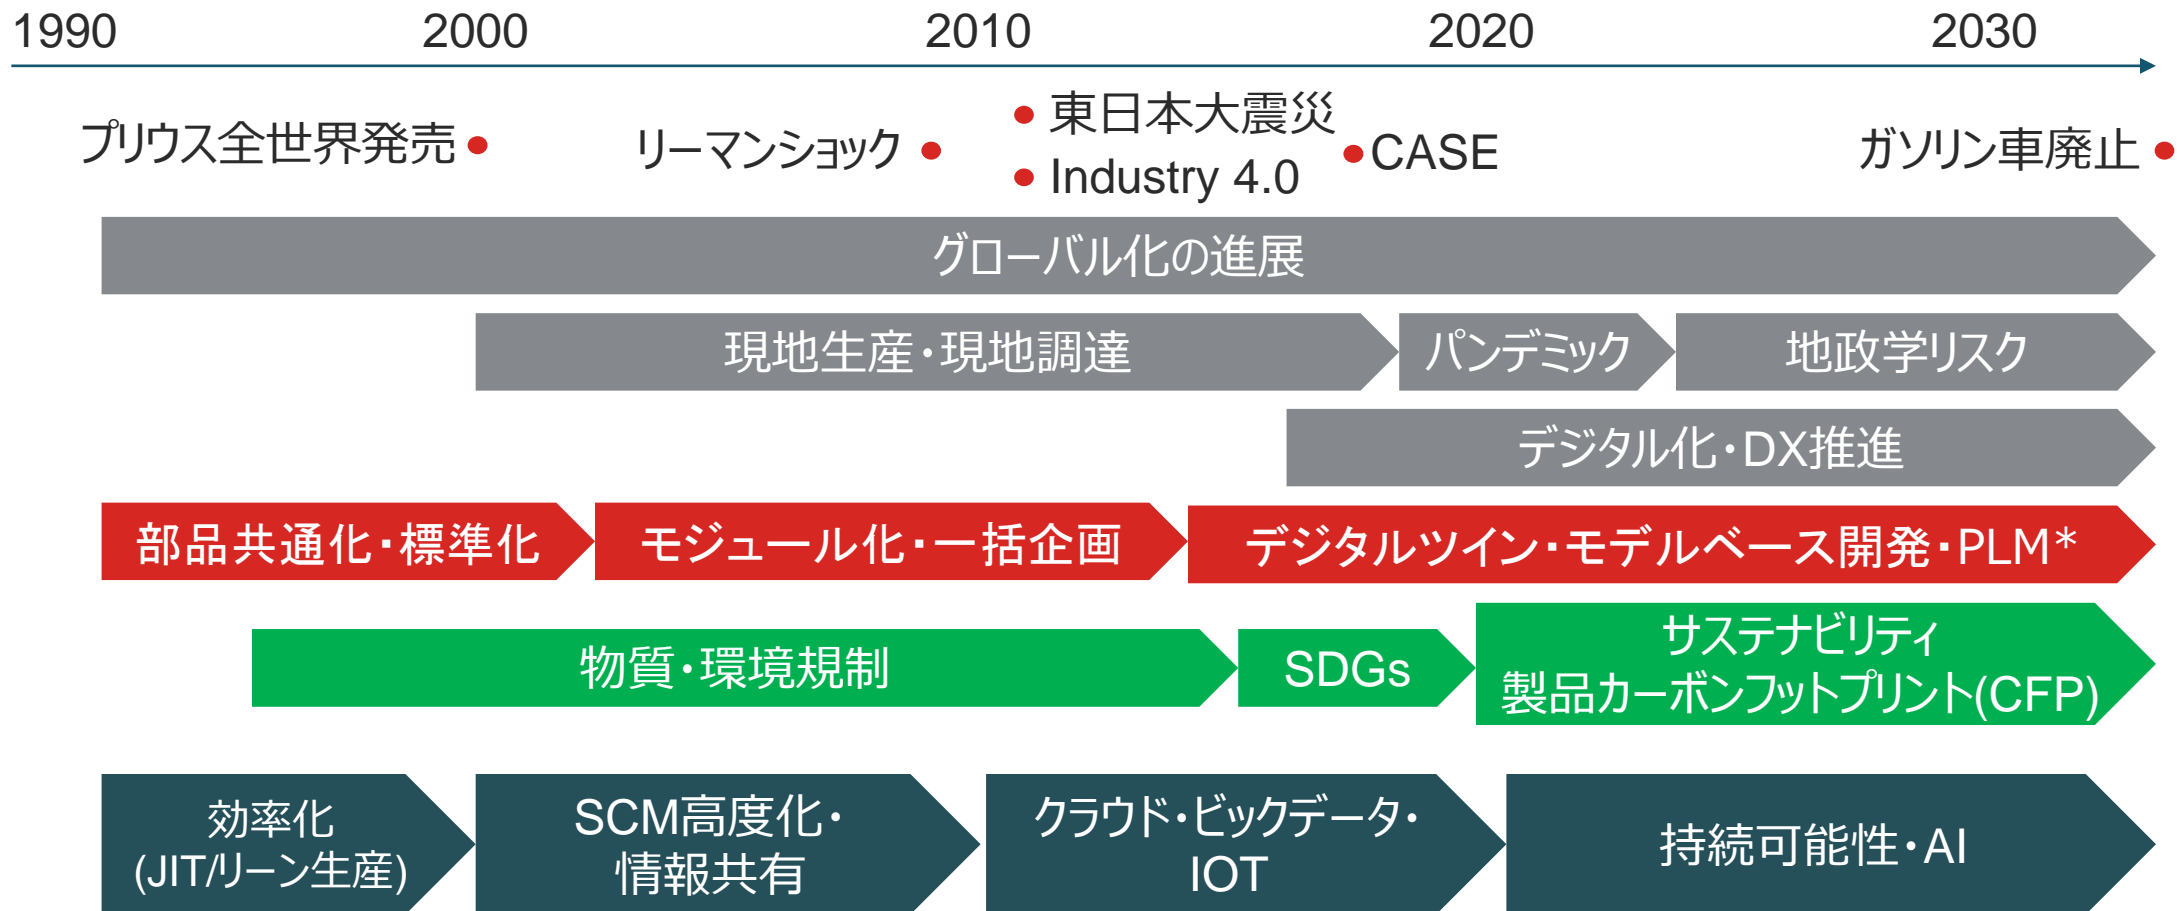 1990 2000 2010 2020 2030
プリウス全世界発売
リーマンショック
東日本大震災
Industry 4.0
CASE
ガソリン車廃止
グローバル化の進展
現地生産・現地調達
パンデミック
地政学リスク
デジタル化・DX推進
部品共通化・標準化
モジュール化・一括企画
デジタルツイン・モデルベース開発・PLM*
物質・環境規制
SDGs
サステナビリティ
製品カーボンフットプリント(CFP)
効率化
(JIT/リーン生産)
SCM高度化・
情報共有
クラウド・ビックデータ・
IOT
持続可能性・AI